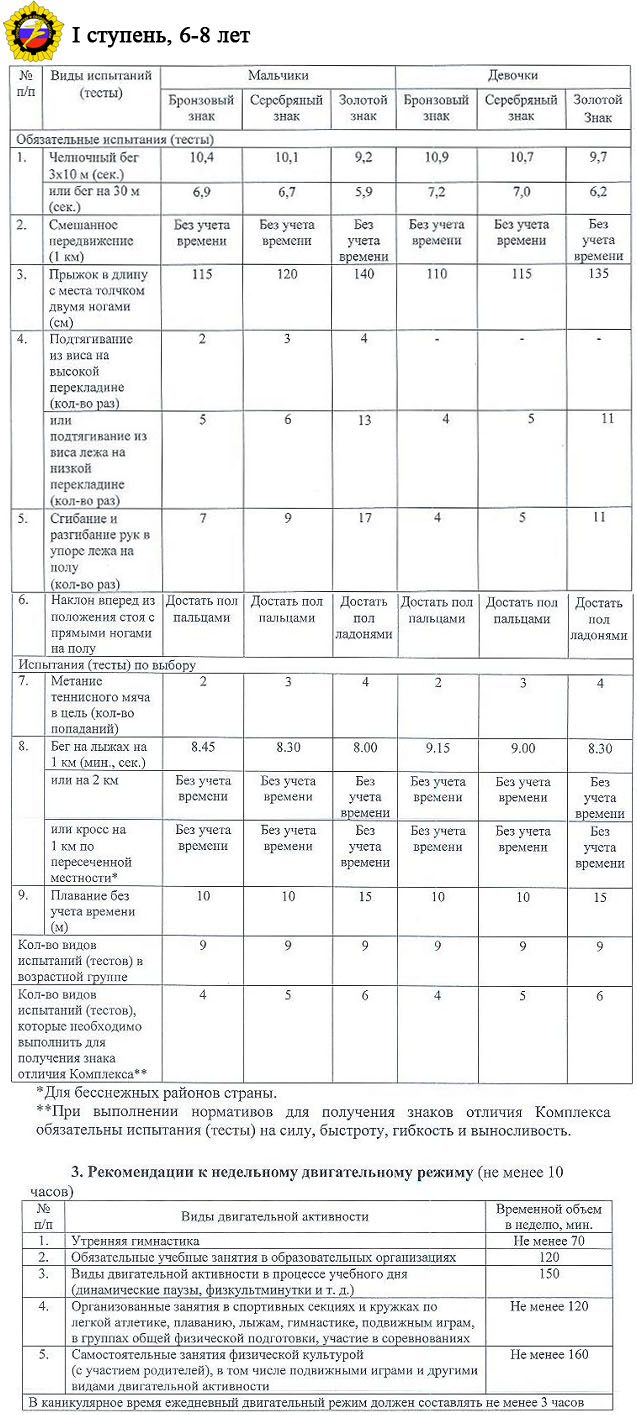 I ступень, 6-8 лет
№ п/п | Виды испытаний (тесты) | Мальчики | Девочки
Бронзовый знак | Серебряный знак | Золотой знак | Бронзовый знак | Серебряный знак | Золотой Знак
Обязательные испытания (тесты)
1. | Челночный бег 3х10 м (сек.) | 10,4 | 10,1 | 9,2 | 10,9 | 10,7 | 9,7
или бег на 30 м (сек.) | 6,9 | 6,7 | 5,9 | 7,2 | 7,0 | 6,2
2. | Смешанное передвижение (1 км) | Без учета времени | Без учета времени | Без учета времени | Без учета времени | Без учета времени | Без учета времени
3. | Прыжок в длину с места толчком двумя ногами (см) | 115 | 120 | 140 | 110 | 115 | 135
4. | Подтягивание из виса на высокой перекладине (кол-во раз) | 2 | 3 | 4 | - | - | -
или подтягивание из виса лежа на низкой перекладине (кол-во раз) | 5 | 6 | 13 | 4 | 5 | 11
5. | Сгибание и разгибание рук в упоре лежа на полу (кол-во раз) | 7 | 9 | 17 | 4 | 5 | 11
6. | Наклон вперед из положения стоя с прямыми ногами на полу | Достать пол пальцами | Достать пол пальцами | Достать пол ладонями | Достать пол пальцами | Достать пол пальцами | Достать пол ладонями
Испытания (тесты) по выбору
7. | Метание теннисного мяча в цель (кол-во попаданий) | 2 | 3 | 4 | 2 | 3 | 4
8. | Бег на лыжах на 1 км (мин., сек.) | 8.45 | 8.30 | 8.00 | 9.15 | 9.00 | 8.30
или на 2 км | Без учета времени | Без учета времени | Без учета времени | Без учета времени | Без учета времени | Без учета времени
или кросс на 1 км по пересеченной местности* | Без учета времени | Без учета времени | Без учета времени | Без учета времени | Без учета времени | Без учета времени
9. | Плавание без учета времени (м) | 10 | 10 | 15 | 10 | 10 | 15
Кол-во видов испытаний (тестов) в возрастной группе | 9 | 9 | 9 | 9 | 9 | 9
Кол-во видов испытаний (тестов), которые необходимо выполнить для получения знака отличия Комплекса** | 4 | 5 | 6 | 4 | 5 | 6
*Для бесснежных районов страны.
**При выполнении нормативов для получения знаков отличия Комплекса
обязательны испытания (тесты) на силу, быстроту, гибкость и выносливость.
3. Рекомендации к недельному двигательному режиму (не менее 10
часов)
№ п/п | Виды двигательной активности | Временной объем в неделю, мин.
1. | Утренняя гимнастика | Не менее 70
2. | Обязательные учебные занятия в образовательных организациях | 120
3. | Виды двигательной активности в процессе учебного дня (динамические паузы, физкультминутки и т. д.) | 150
4. | Организованные занятия в спортивных секциях и кружках по легкой атлетике, плаванию, лыжам, гимнастике, подвижным играм, в группах общей физической подготовки, участие в соревнованиях | Не менее 120
5. | Самостоятельные занятия физической культурой (с участием родителей), в том числе подвижными играми и другими видами двигательной активности | Не менее 160
В каникулярное время ежедневный двигательный режим должен составлять не менее 3 часов